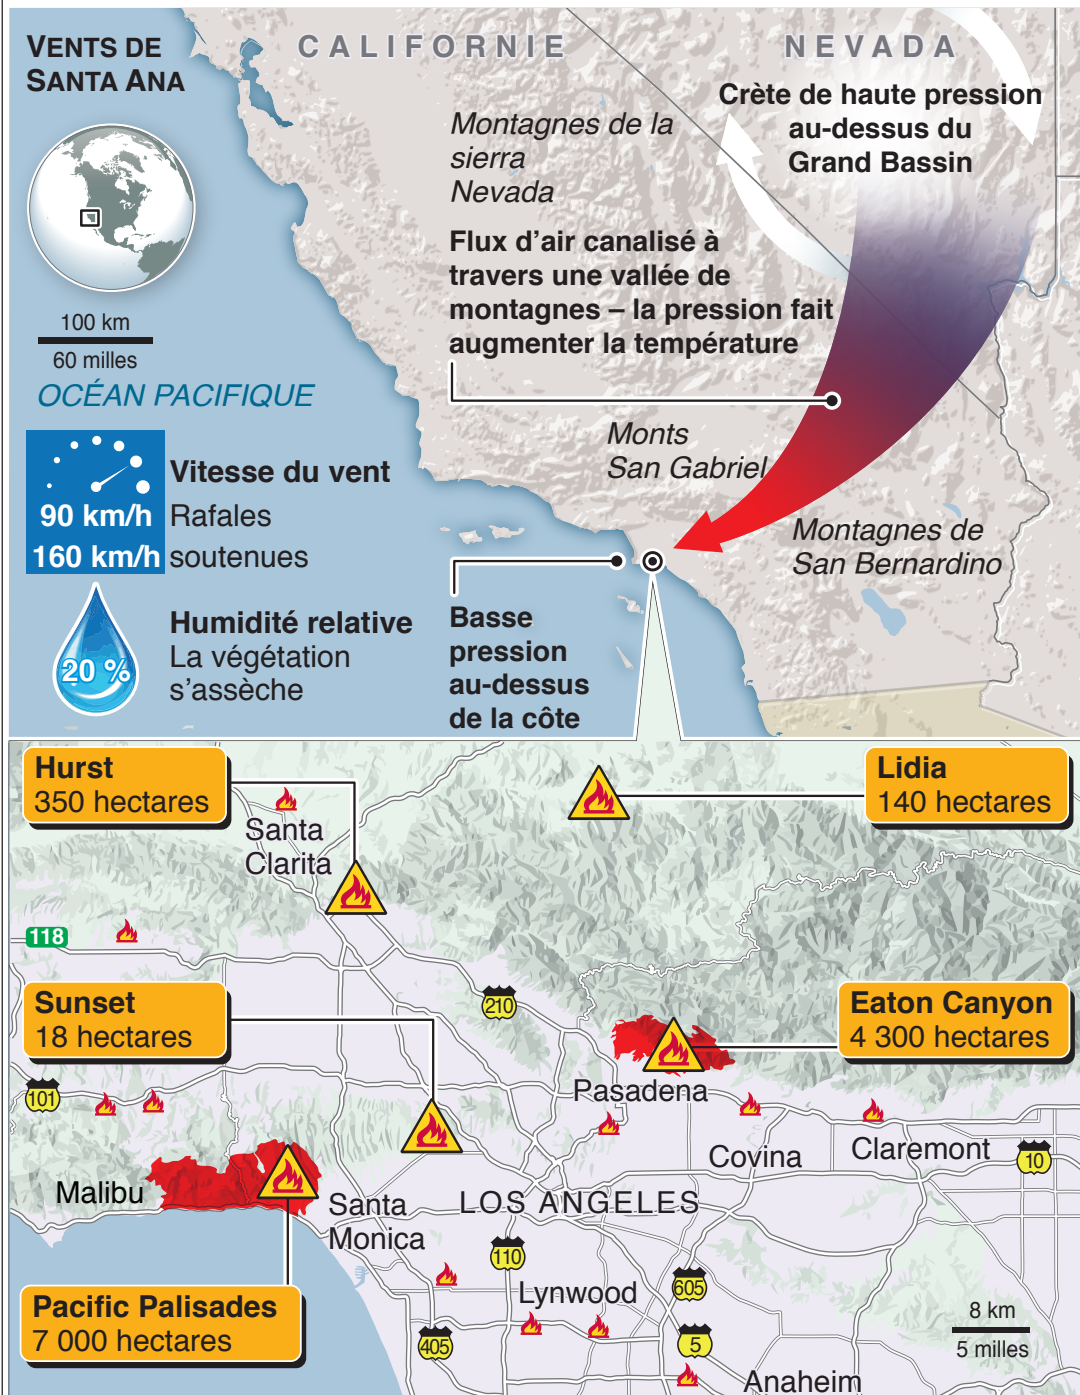 VENTS DE
SANTA ANA
CALIFORNIE
NEVADA
Crète de haute pression
au-dessus du
Grand Bassin
Montagnes de la
sierra
Nevada
Flux d'air canalisé à
travers une vallée de
montagnes – la pression fait
augmenter la température
100 km
60 milles
OCÉAN PACIFIQUE
Monts
San Gabriel
Vitesse du vent
90 km/h Rafales
160 km/h soutenues
Montagnes de
San Bernardino
Humidité relative
20 %
La végétation
s'assèche
Basse
pression
au-dessus
de la côte
Hurst
350 hectares
Lidia
140 hectares
Santa
Clarita
118
Sunset
18 hectares
210
Eaton Canyon
4 300 hectares
101
Pasadena
Covina
Claremont
10
Malibu
Santa
Monica
LOS ANGELES
110
Lynwood
605
Pacific Palisades
7 000 hectares
405
5
8 km
5 milles
Anaheim